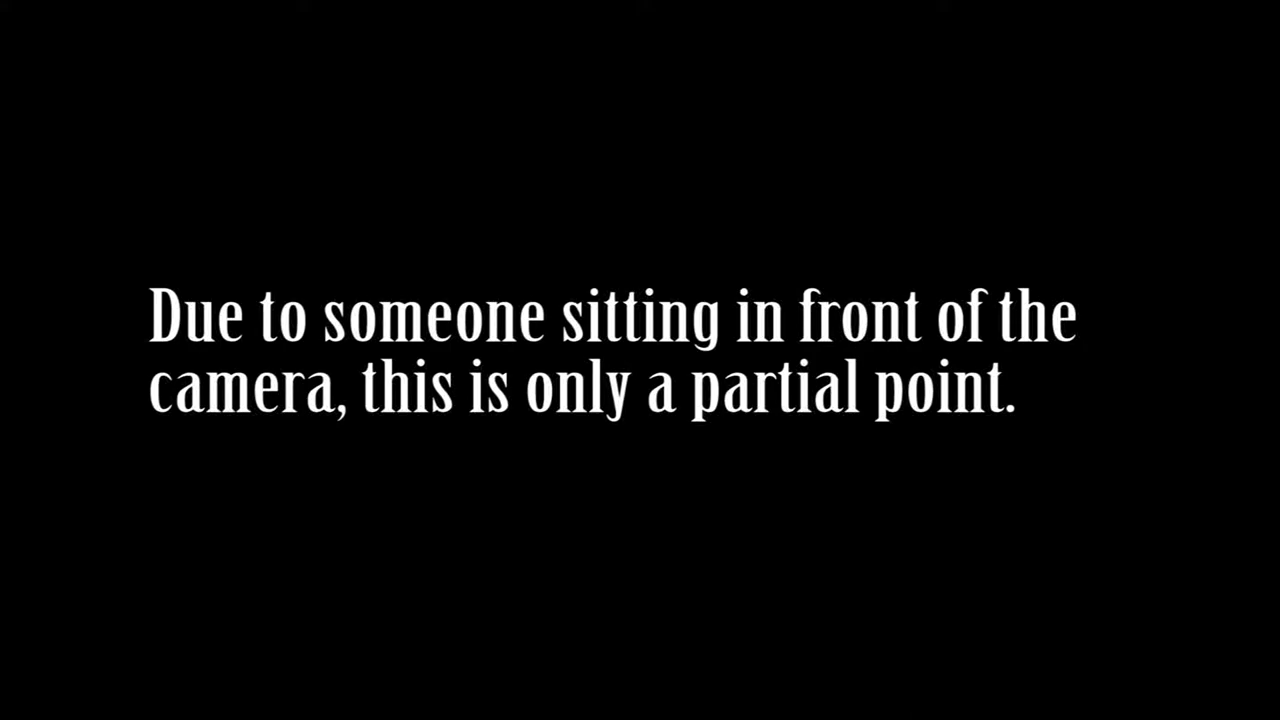 Due to someone sitting in front of the
camera, this is only a partial point.